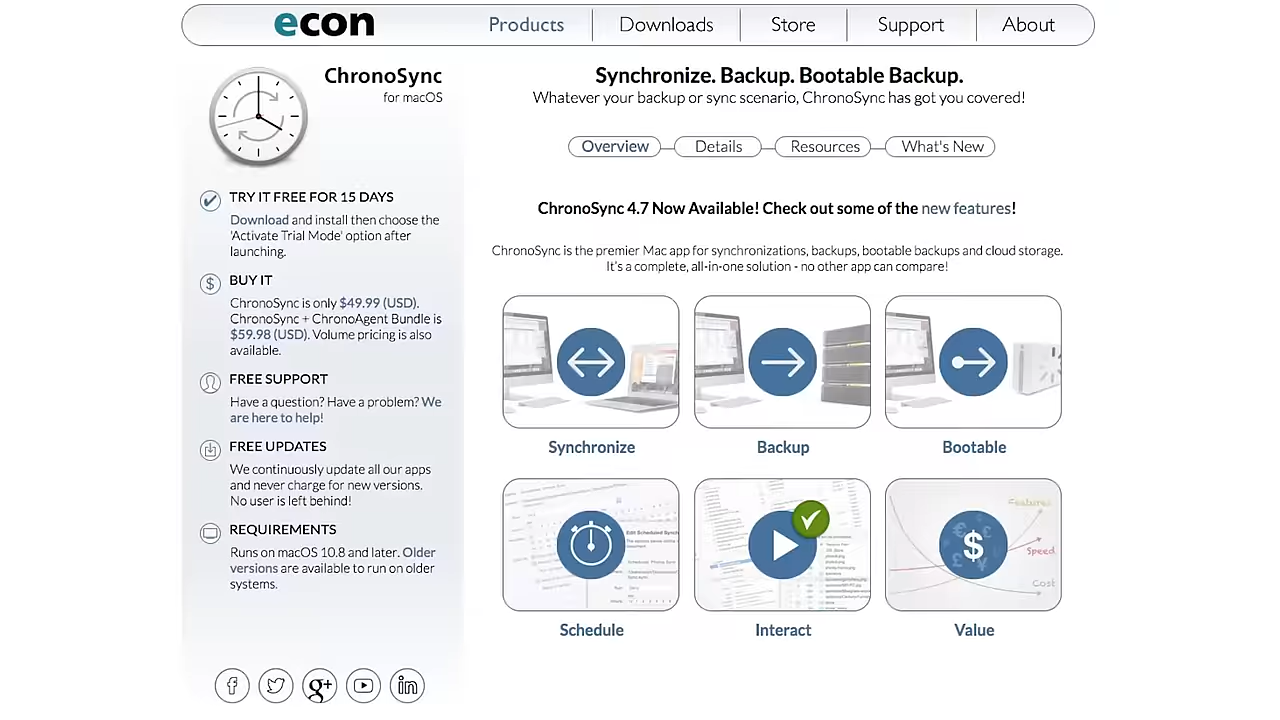 econ
Products
Downloads
Store
Support
About
ChronoSync
for macOS
TRY IT FREE FOR 15 DAYS
Download and install then choose the
'Activate Trial Mode' option after
launching.
BUY IT
ChronoSync is only $49.99 (USD).
ChronoSync + ChronoAgent Bundle is
$59.98 (USD). Volume pricing is also
available.
FREE SUPPORT
Have a question? Have a problem? We
are here to help!
FREE UPDATES
We continuously update all our apps
and never charge for new versions.
No user is left behind!
REQUIREMENTS
Runs on macOS 10.8 and later. Older
versions are available to run on older
systems.
Synchronize. Backup. Bootable Backup.
Whatever your backup or sync scenario, ChronoSync has got you covered!
Overview
Details
Resources
What's New
ChronoSync 4.7 Now Available! Check out some of the new features!
ChronoSync is the premier Mac app for synchronizations, backups, bootable backups and cloud storage.
It's a complete, all-in-one solution - no other app can compare!
Synchronize
Backup
Bootable
Edit Scheduled Sync
Features
Speed
Cost
$
Schedule
Interact
Value
g+
in